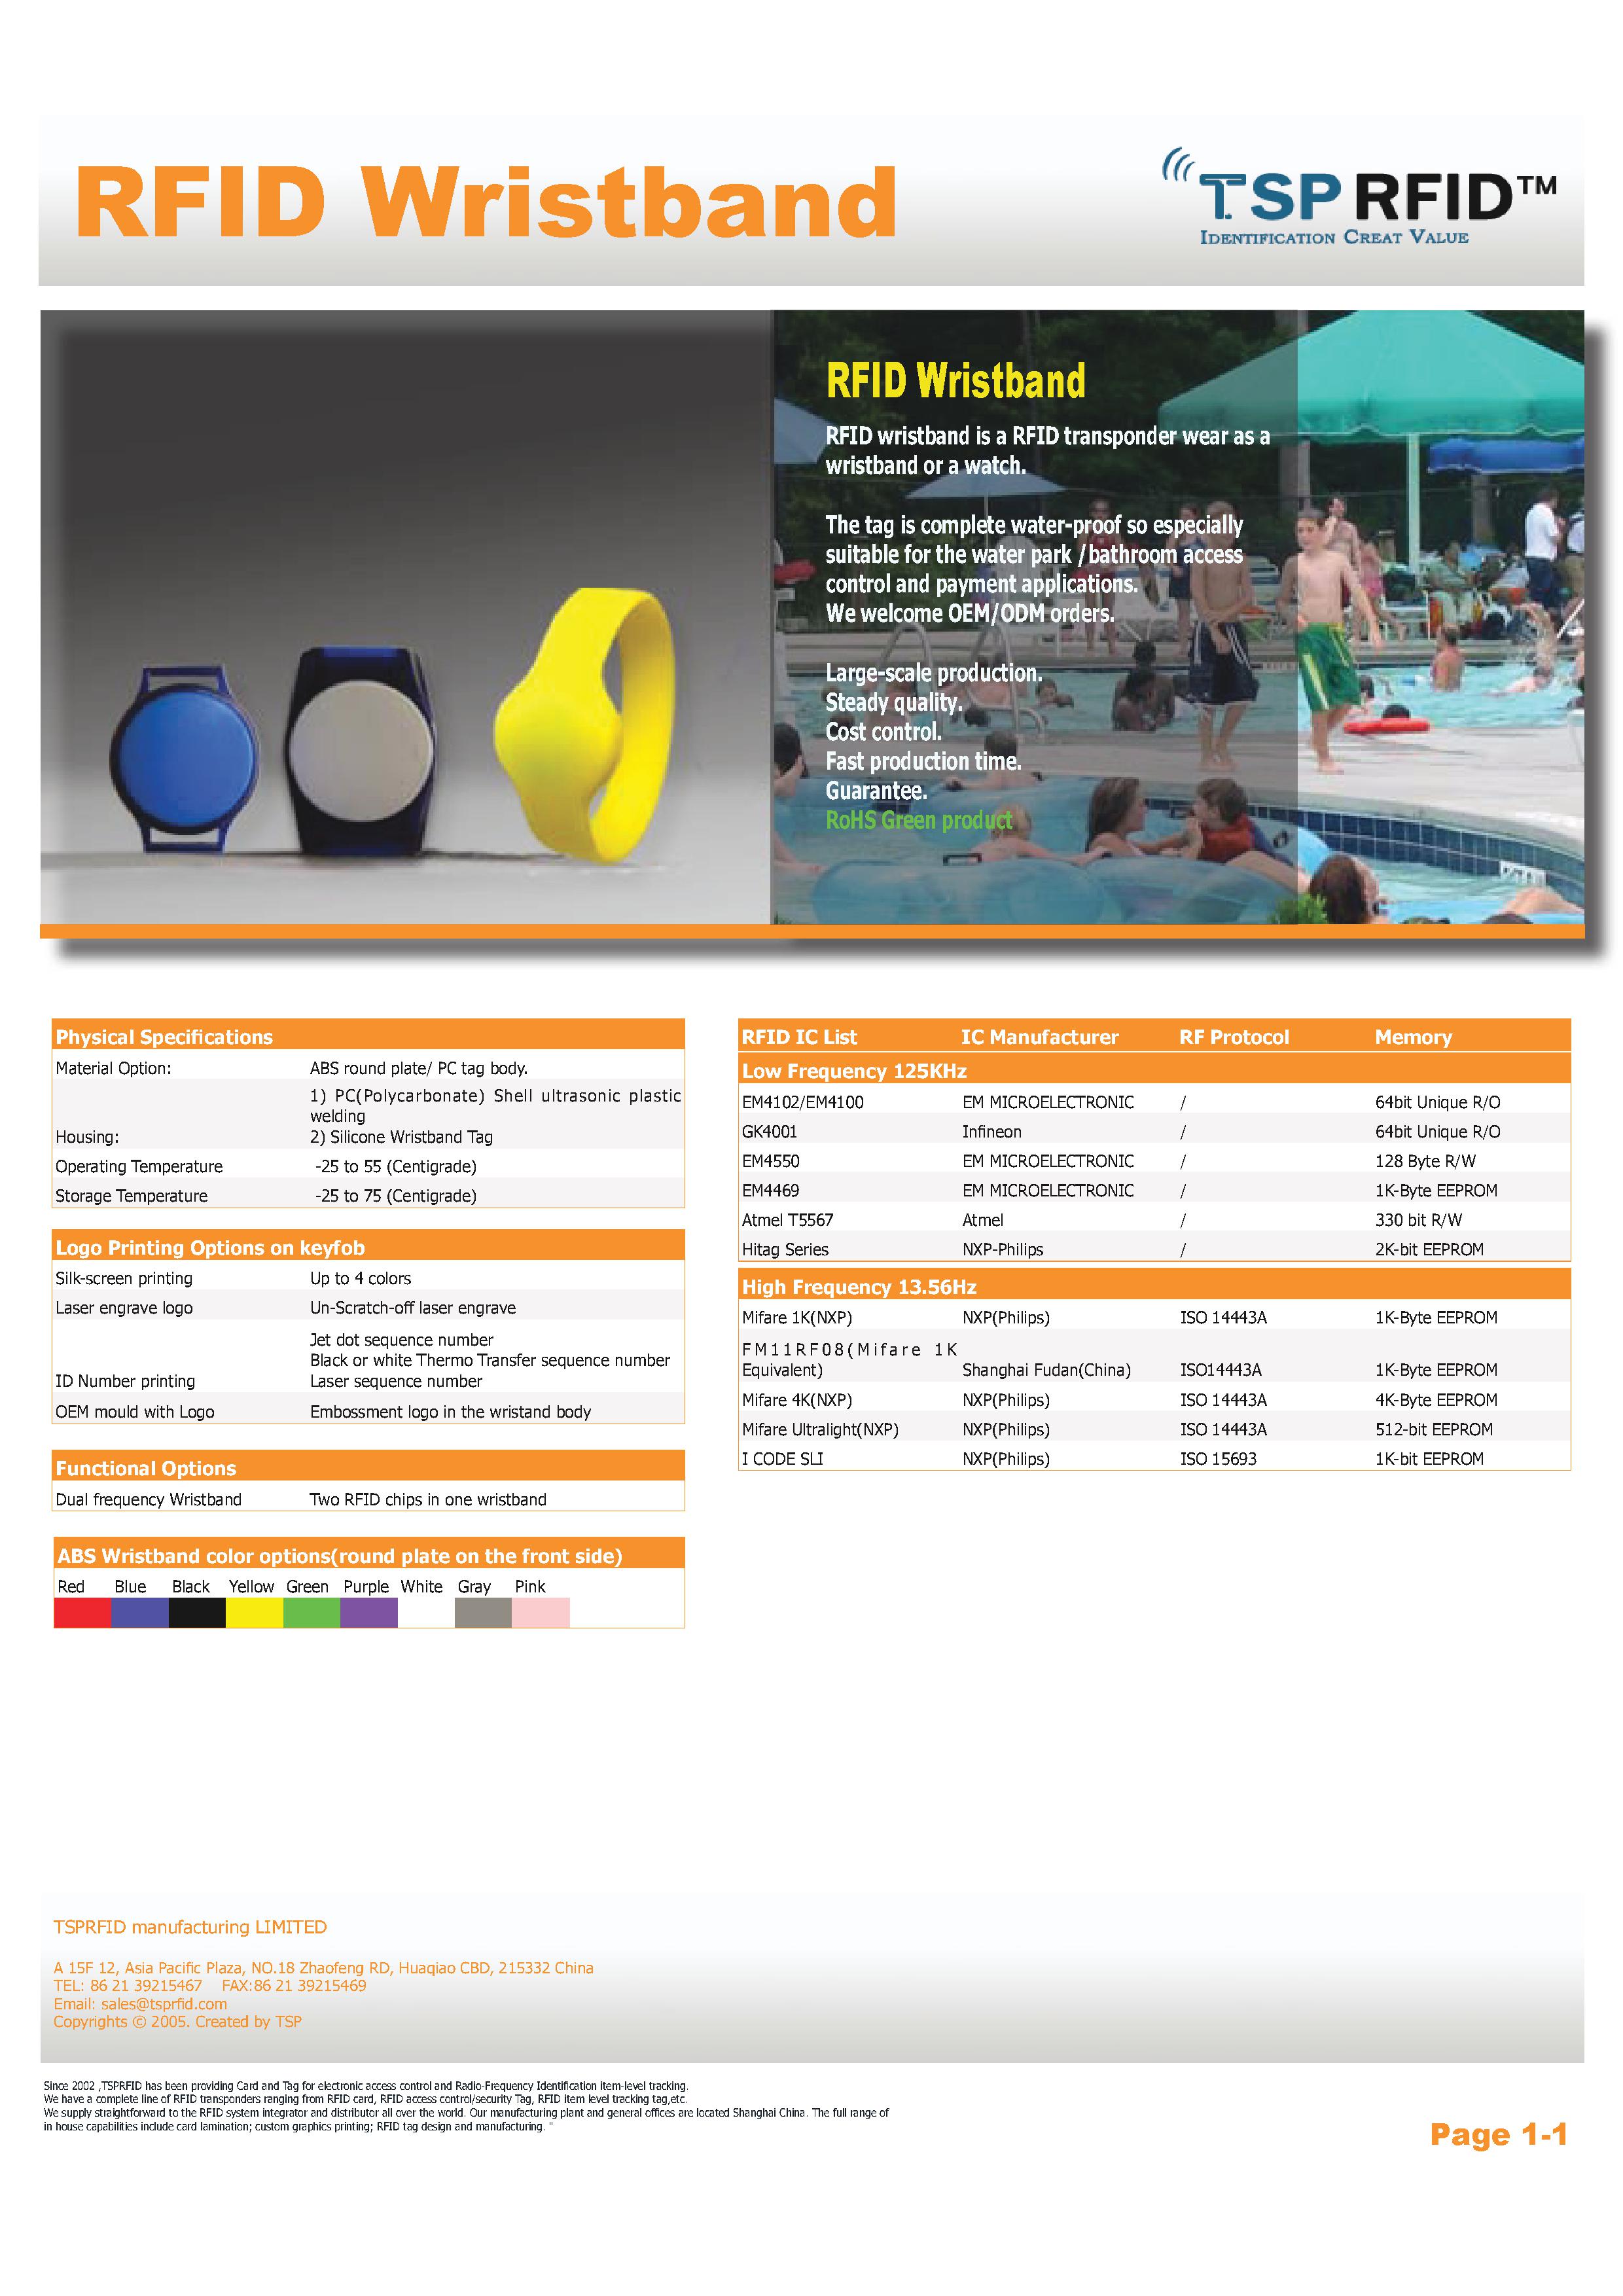 RFID Wristband
TSP RFID™
IDENTIFICATION CREAT VALUE
RFID Wristband
RFID wristband is a RFID transponder wear as a
wristband or a watch.
The tag is complete water-proof so especially
suitable for the water park /bathroom access
control and payment applications.
We welcome OEM/ODM orders.
Large-scale production.
Steady quality.
Cost control.
Fast production time.
Guarantee.
RoHS Green product
Physical Specifications
Material Option: ABS round plate/ PC tag body.
1) PC(Polycarbonate) Shell ultrasonic plastic
welding
Housing: 2) Silicone Wristband Tag
Operating Temperature -25 to 55 (Centigrade)
Storage Temperature -25 to 75 (Centigrade)
Logo Printing Options on keyfob
Silk-screen printing Up to 4 colors
Laser engrave logo Un-Scratch-off laser engrave
Jet dot sequence number
Black or white Thermo Transfer sequence number
ID Number printing Laser sequence number
OEM mould with Logo Embossment logo in the wristand body
Functional Options
Dual frequency Wristband Two RFID chips in one wristband
ABS Wristband color options(round plate on the front side)
Red Blue Black Yellow Green Purple White Gray Pink
RFID IC List IC Manufacturer RF Protocol Memory
Low Frequency 125KHz
EM4102/EM4100 EM MICROELECTRONIC / 64bit Unique R/O
GK4001 Infineon / 64bit Unique R/O
EM4550 EM MICROELECTRONIC / 128 Byte R/W
EM4469 EM MICROELECTRONIC / 1K-Byte EEPROM
Atmel T5567 Atmel / 330 bit R/W
Hitag Series NXP-Philips / 2K-bit EEPROM
High Frequency 13.56Hz
Mifare 1K(NXP) NXP(Philips) ISO 14443A 1K-Byte EEPROM
FM11RF08(Mifare 1K
Equivalent) Shanghai Fudan(China) ISO14443A 1K-Byte EEPROM
Mifare 4K(NXP) NXP(Philips) ISO 14443A 4K-Byte EEPROM
Mifare Ultralight(NXP) NXP(Philips) ISO 14443A 512-bit EEPROM
I CODE SLI NXP(Philips) ISO 15693 1K-bit EEPROM
TSPRFID manufacturing LIMITED
A 15F 12, Asia Pacific Plaza, NO.18 Zhaofeng RD, Huaqiao CBD, 215332 China
TEL: 86 21 39215467 FAX:86 21 39215469
Email: sales@tsprfid.com
Copyrights © 2005. Created by TSP
Since 2002 ,TSPRFID has been providing Card and Tag for electronic access control and Radio-Frequency Identification item-level tracking.
We have a complete line of RFID transponders ranging from RFID card, RFID access control/security Tag, RFID item level tracking tag,etc.
We supply straightforward to the RFID system integrator and distributor all over the world. Our manufacturing plant and general offices are located Shanghai China. The full range of
in house capabilities include card lamination; custom graphics printing; RFID tag design and manufacturing. "
Page 1-1